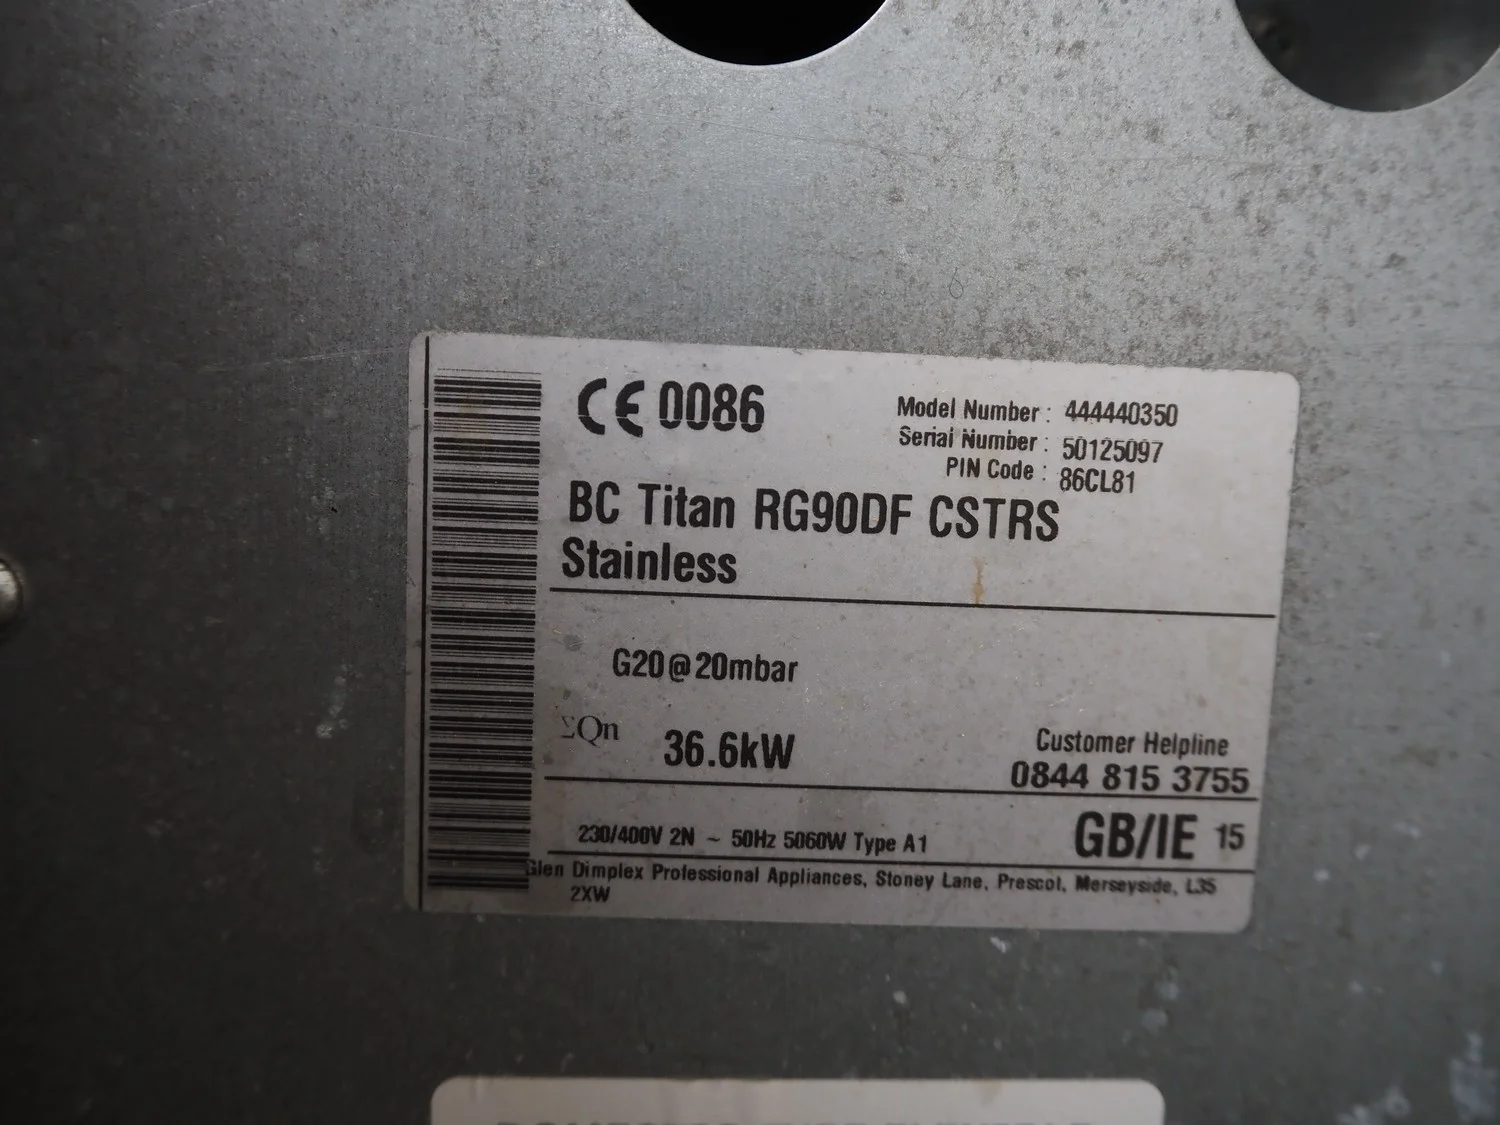 CE 0086
Model Number : 444440350
Serial Number : 50125097
PIN Code : 86CL81
BC Titan RG90DF CSTRS
Stainless
G20@20mbar
ΣQn 36.6kW
Customer Helpline
0844 815 3755
230/400V 2N ~ 50Hz 5060W Type A1
GB/IE 15
Glen Dimplex Professional Appliances, Stoney Lane, Prescot, Merseyside, L35
2XW